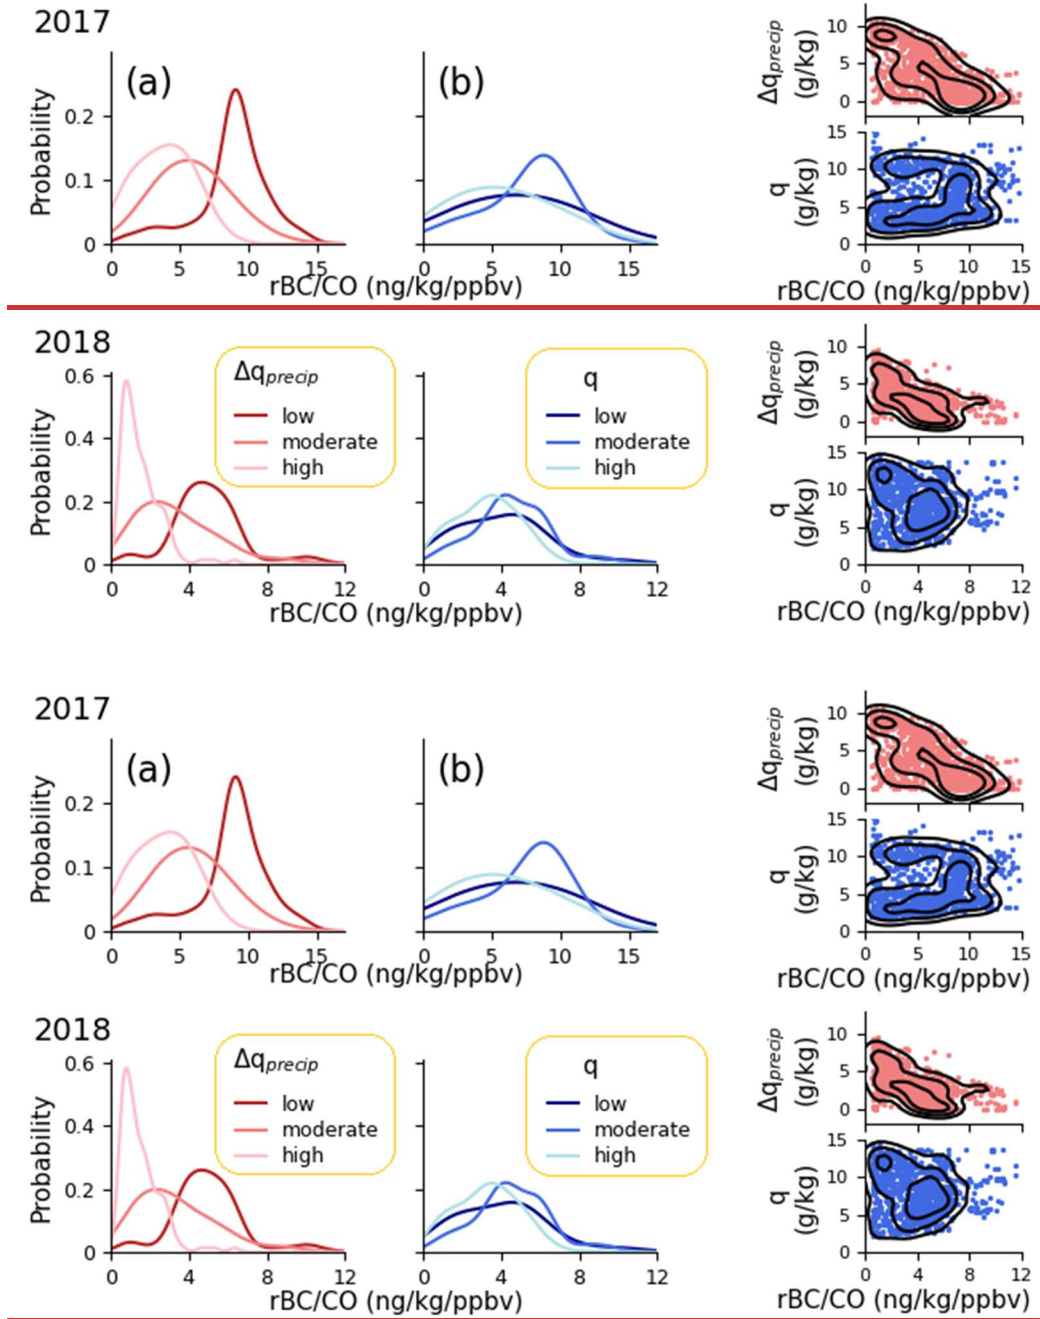 2017
(a)
(b)
Probability
0.2
0.1
0
0 5 10 15
0 5 10 15
rBC/CO (ng/kg/ppbv)
Δqprecip
(g/kg)
10
5
0
q
(g/kg)
15
10
5
0
0 5 10 15
rBC/CO (ng/kg/ppbv)
2018
Probability
0.6
0.4
0.2
0
Δqprecip
low
moderate
high
q
low
moderate
high
0 4 8 12
0 4 8 12
rBC/CO (ng/kg/ppbv)
Δqprecip
(g/kg)
10
5
0
q
(g/kg)
15
10
5
0
0 4 8 12
rBC/CO (ng/kg/ppbv)
2017
(a)
(b)
Probability
0.2
0.1
0
0 5 10 15
0 5 10 15
rBC/CO (ng/kg/ppbv)
Δqprecip
(g/kg)
10
5
0
q
(g/kg)
15
10
5
0
0 5 10 15
rBC/CO (ng/kg/ppbv)
2018
Probability
0.6
0.4
0.2
0
Δqprecip
low
moderate
high
q
low
moderate
high
0 4 8 12
0 4 8 12
rBC/CO (ng/kg/ppbv)
Δqprecip
(g/kg)
10
5
0
q
(g/kg)
15
10
5
0
0 4 8 12
rBC/CO (ng/kg/ppbv)